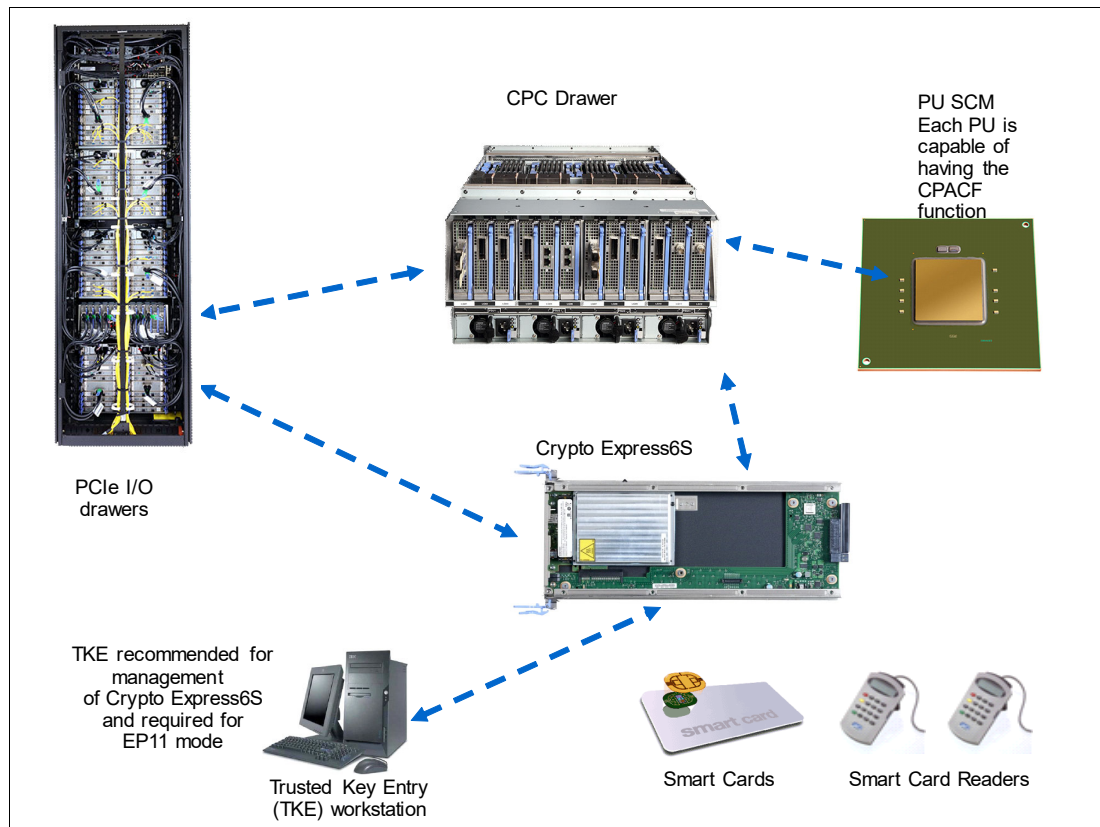 CPC Drawer
PU SCM
Each PU is
capable of
having the
CPACF
function
Crypto Express6S
PCIe I/O
drawers
TKE recommended for
management
of Crypto Express6S
and required for
EP11 mode
Trusted Key Entry
(TKE) workstation
smart card
Smart Cards
Smart Card Readers